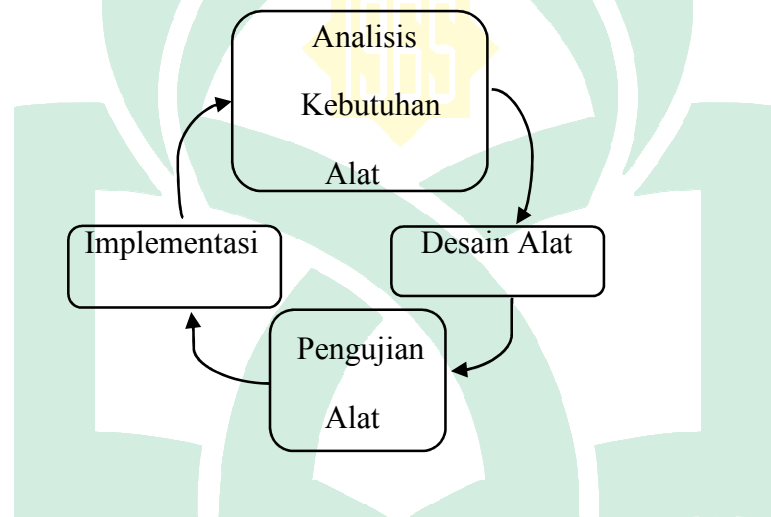 Analisis
Kebutuhan
Alat
Implementasi
Desain Alat
Pengujian
Alat